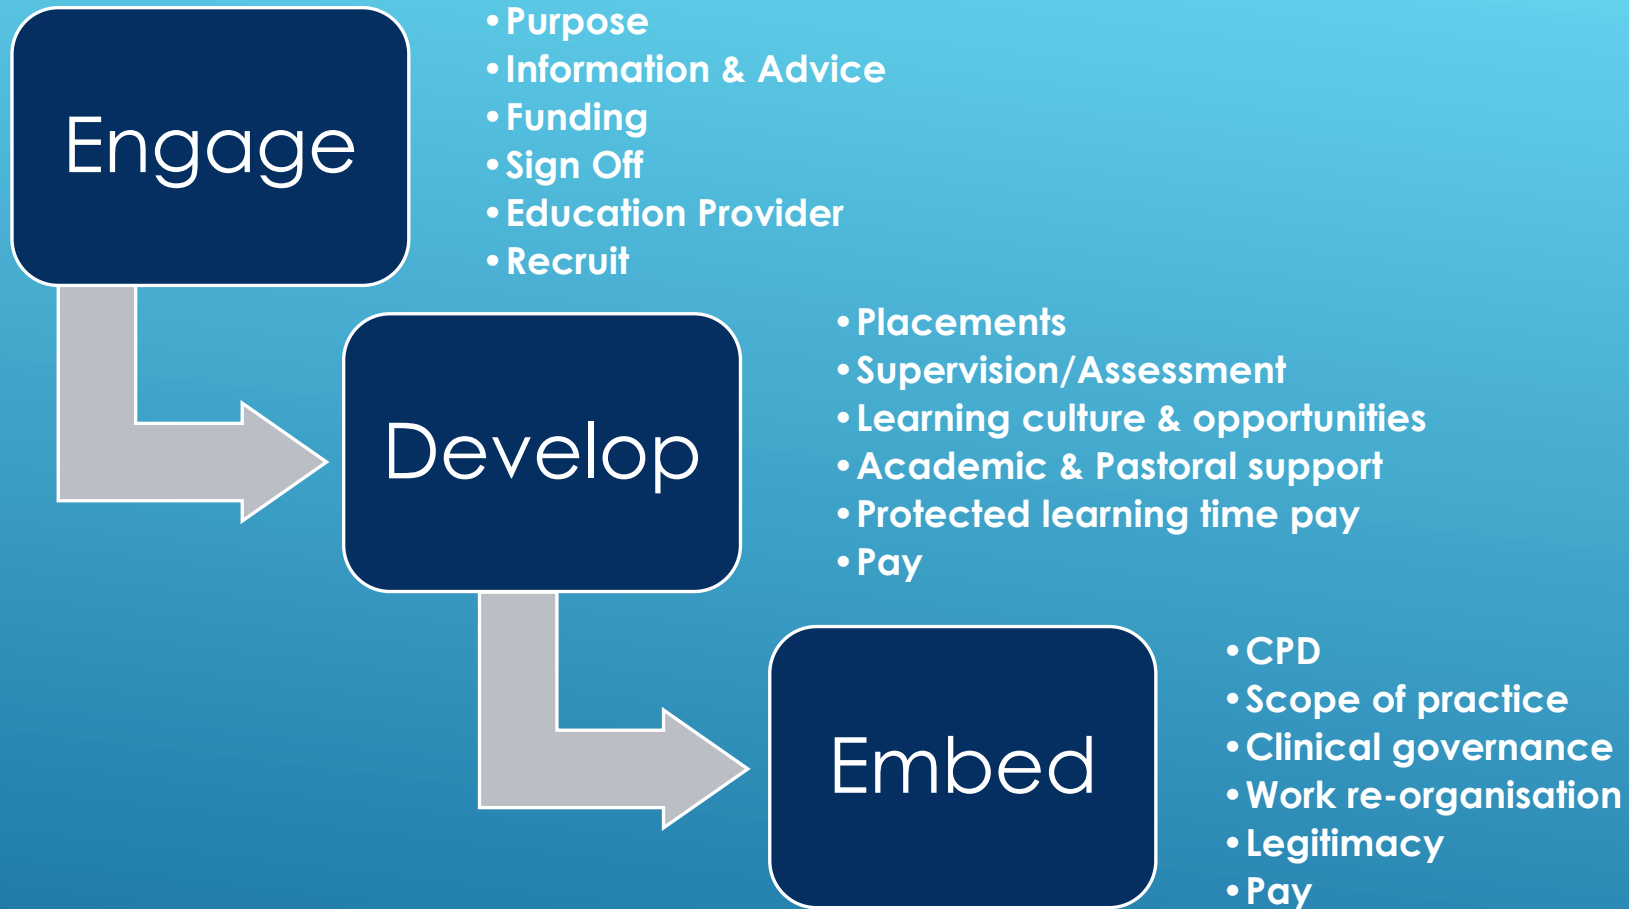 Engage
• Purpose
• Information & Advice
• Funding
• Sign Off
• Education Provider
• Recruit
Develop
• Placements
• Supervision/Assessment
• Learning culture & opportunities
• Academic & Pastoral support
• Protected learning time pay
• Pay
Embed
• CPD
• Scope of practice
• Clinical governance
• Work re-organisation
• Legitimacy
• Pay